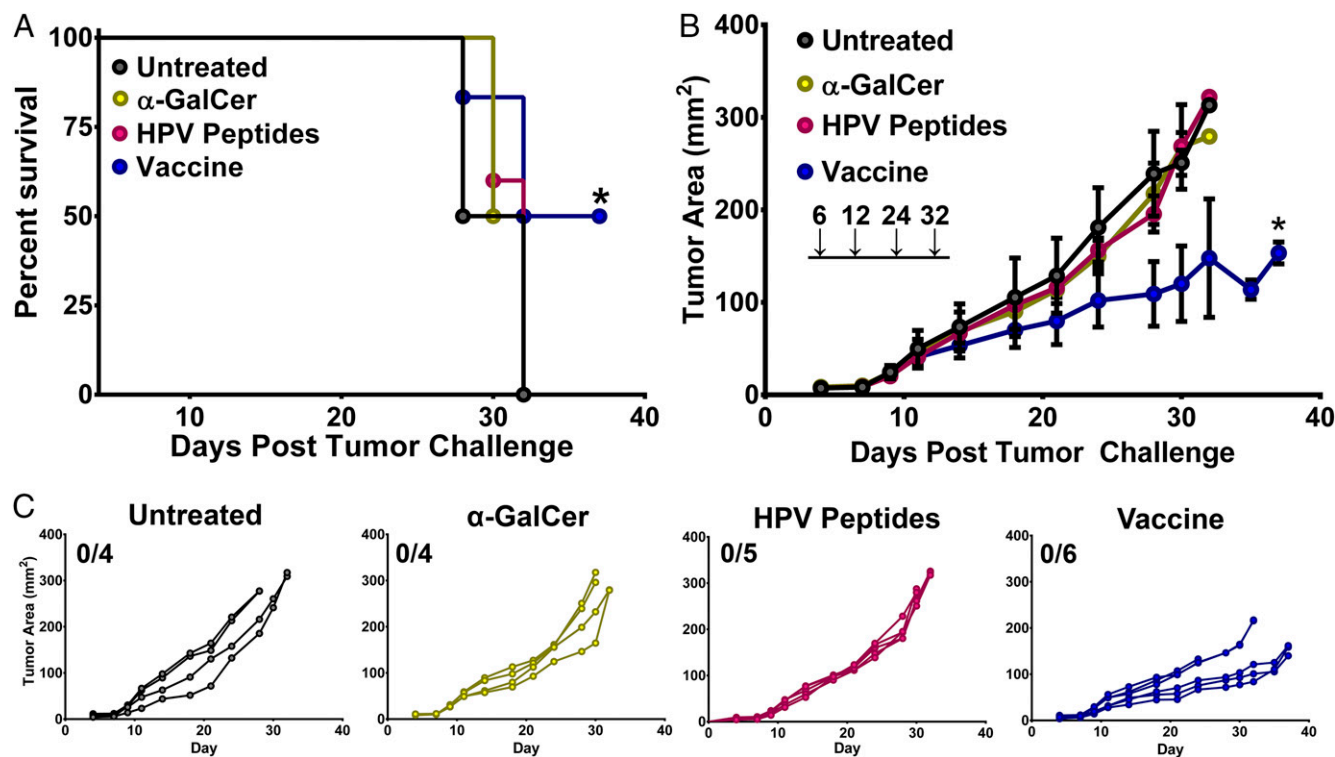 A
Percent survival
100
75
50
25
0
Untreated
α-GalCer
HPV Peptides
Vaccine
*
10 20 30 40
Days Post Tumor Challenge
B
Tumor Area (mm²)
400
300
200
100
0
Untreated
α-GalCer
HPV Peptides
Vaccine
6 12 24 32
*
0 10 20 30 40
Days Post Tumor Challenge
C
Untreated
0/4
Tumor Area (mm²)
400
300
200
100
0
0 10 20 30 40
Day
α-GalCer
0/4
400
300
200
100
0
0 10 20 30 40
Day
HPV Peptides
0/5
400
300
200
100
0
0 10 20 30 40
Day
Vaccine
0/6
400
300
200
100
0
0 10 20 30 40
Day